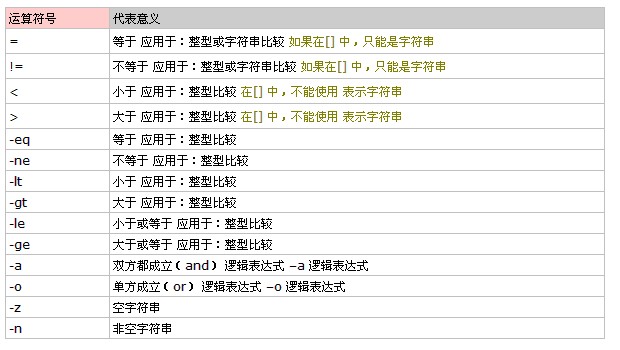 运算符号 代表意义
= 等于 应用于：整型或字符串比较 如果在[] 中，只能是字符串
!= 不等于 应用于：整型或字符串比较 如果在[] 中，只能是字符串
< 小于 应用于：整型比较 在[] 中，不能使用 表示字符串
> 大于 应用于：整型比较 在[] 中，不能使用 表示字符串
-eq 等于 应用于：整型比较
-ne 不等于 应用于：整型比较
-lt 小于 应用于：整型比较
-gt 大于 应用于：整型比较
-le 小于或等于 应用于：整型比较
-ge 大于或等于 应用于：整型比较
-a 双方都成立（and） 逻辑表达式 –a 逻辑表达式
-o 单方成立（or） 逻辑表达式 –o 逻辑表达式
-z 空字符串
-n 非空字符串